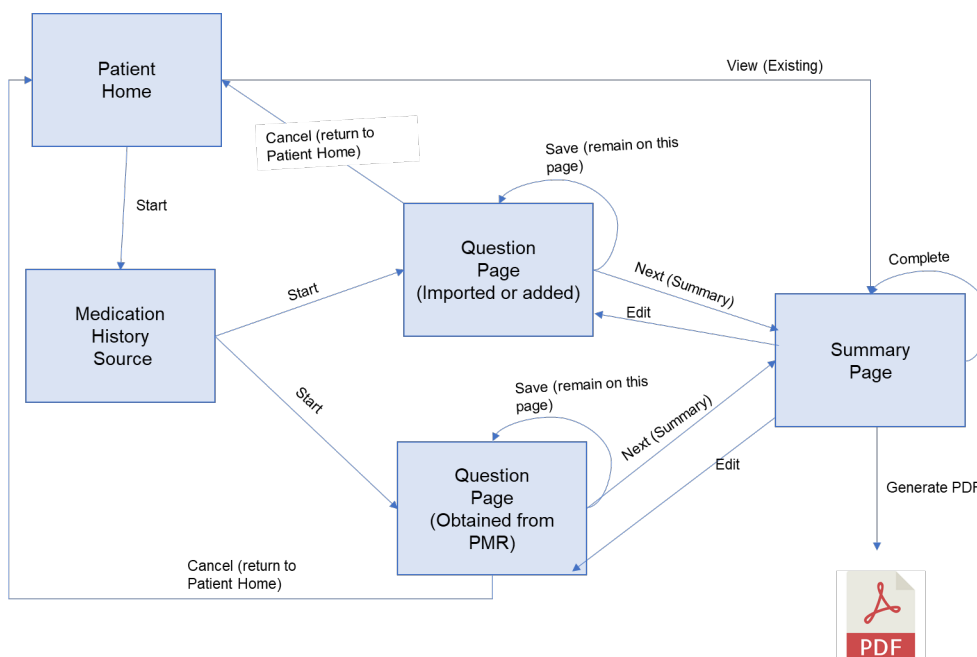 Patient
Home
View (Existing)
Cancel (return to
Patient Home)
Save (remain on this
page)
Start
Question
Page
(Imported or added)
Complete
Start
Next (Summary)
Medication
History
Source
Edit
Summary
Page
Save (remain on this
page)
Start
Next (Summary)
Question
Page
(Obtained from
PMR)
Edit
Generate PDF
Cancel (return to
Patient Home)
PDF